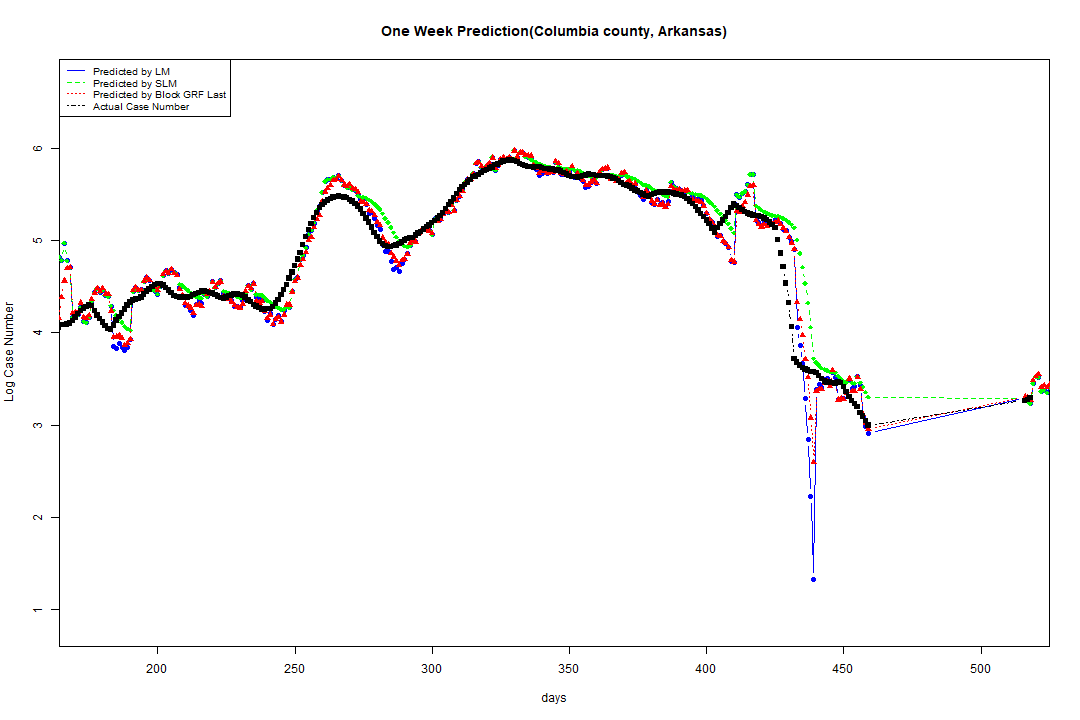 One Week Prediction(Columbia county, Arkansas)
Predicted by LM
Predicted by SLM
Predicted by Block GRF Last
Actual Case Number
Log Case Number
6
5
4
3
2
1
200 250 300 350 400 450 500
days